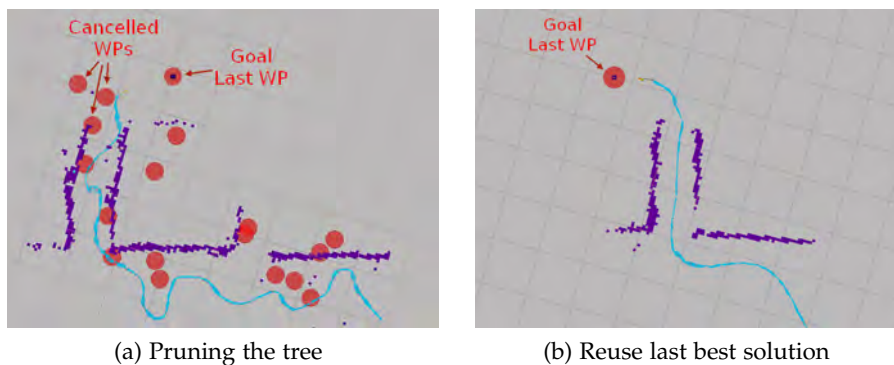 Cancelled
WPs
Goal
Last WP
Goal
Last WP
(a) Pruning the tree
(b) Reuse last best solution